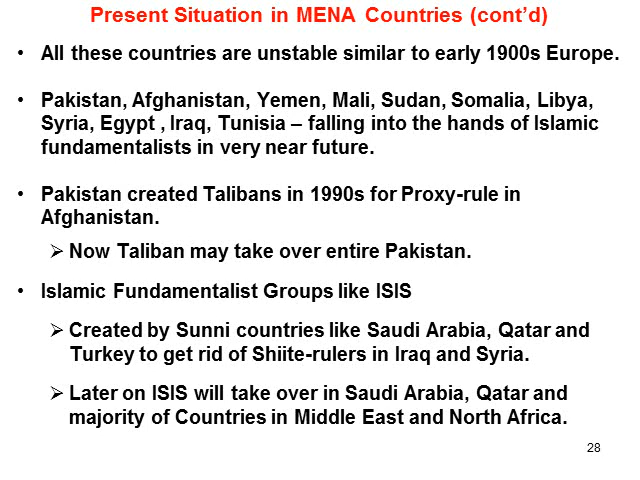 Present Situation in MENA Countries (cont'd)
• All these countries are unstable similar to early 1900s Europe.
• Pakistan, Afghanistan, Yemen, Mali, Sudan, Somalia, Libya,
Syria, Egypt , Iraq, Tunisia – falling into the hands of Islamic
fundamentalists in very near future.
• Pakistan created Talibans in 1990s for Proxy-rule in
Afghanistan.
➢ Now Taliban may take over entire Pakistan.
• Islamic Fundamentalist Groups like ISIS
➢ Created by Sunni countries like Saudi Arabia, Qatar and
Turkey to get rid of Shiite-rulers in Iraq and Syria.
➢ Later on ISIS will take over in Saudi Arabia, Qatar and
majority of Countries in Middle East and North Africa.
28